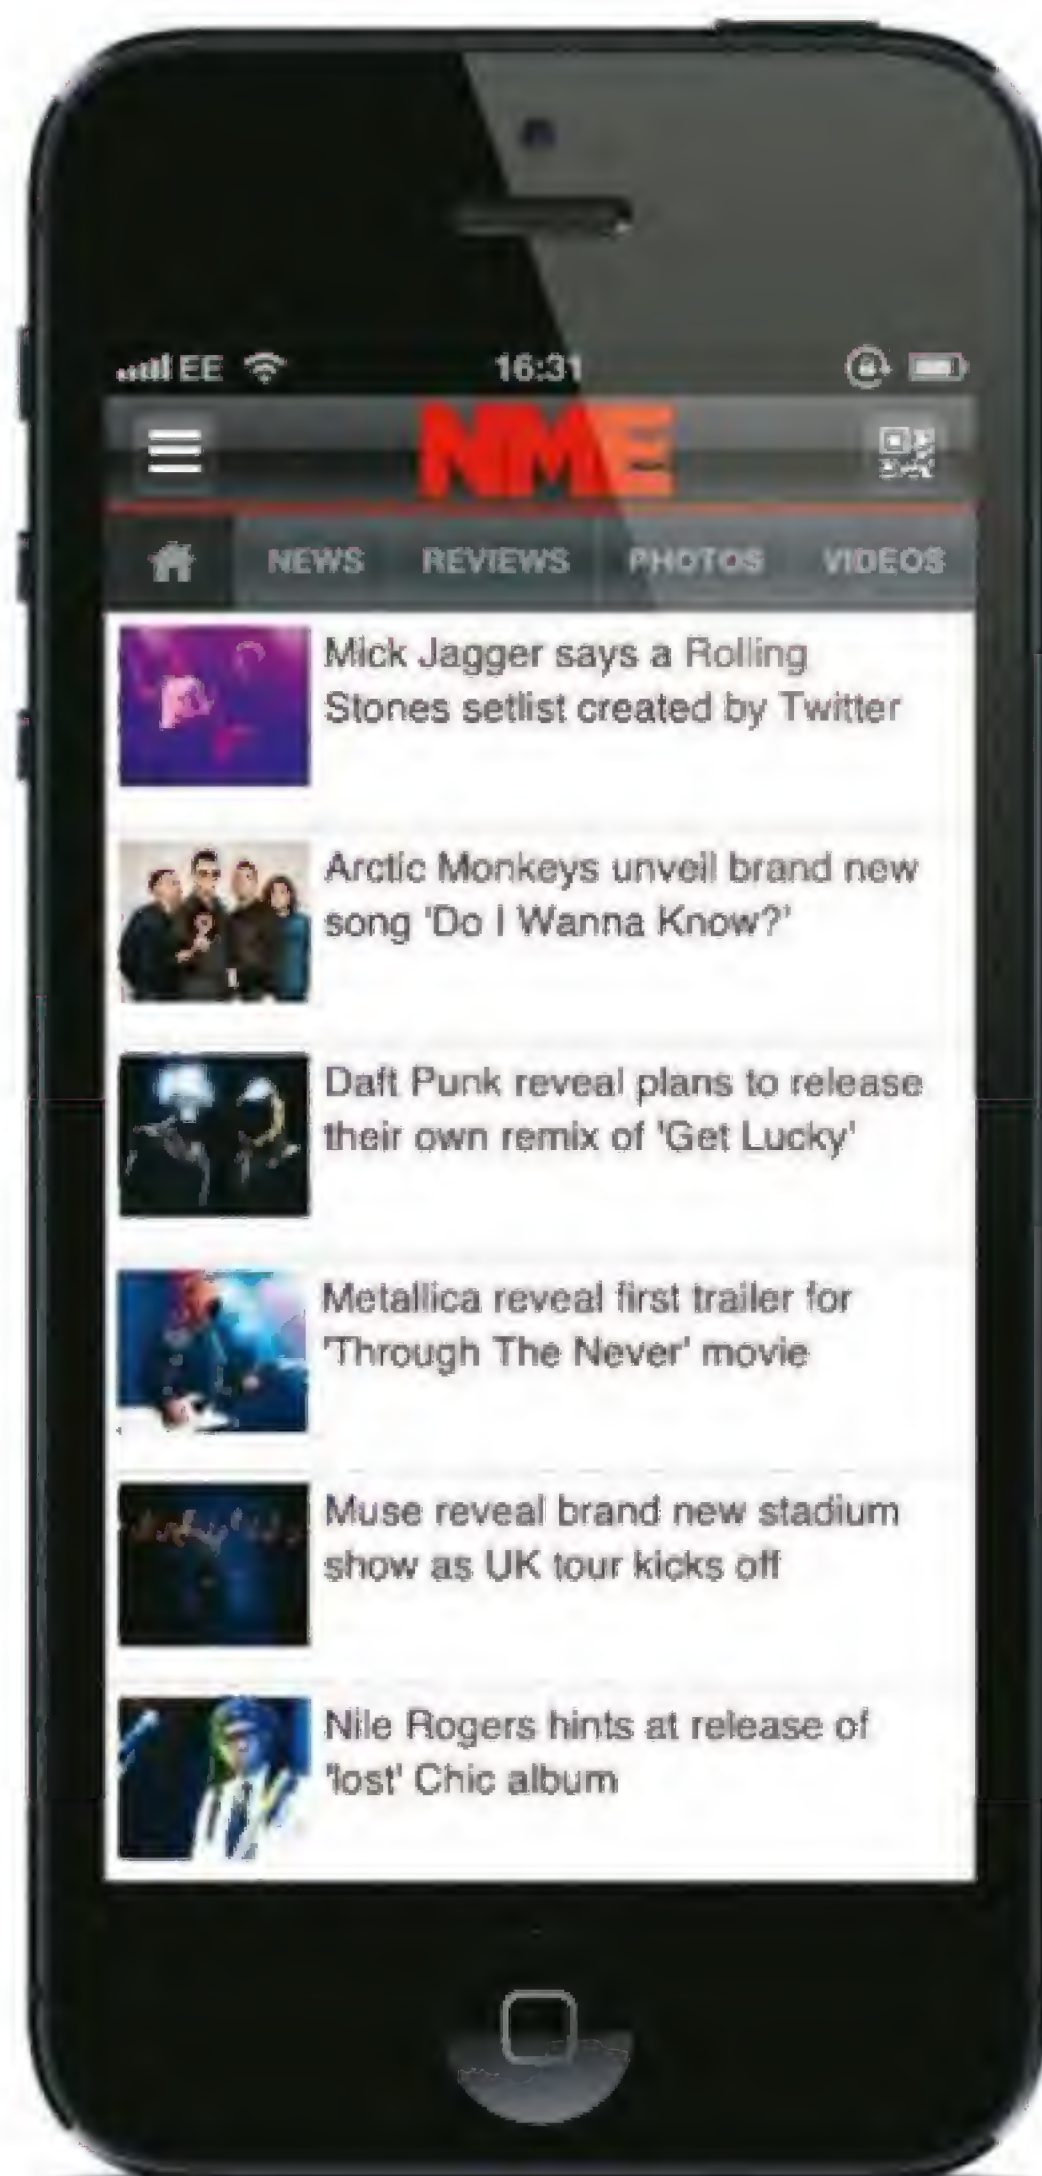 EE 16:31
NME
NEWS REVIEWS PHOTOS VIDEOS
Mick Jagger says a Rolling
Stones setlist created by Twitter
Arctic Monkeys unveil brand new
song 'Do I Wanna Know?'
Daft Punk reveal plans to release
their own remix of 'Get Lucky'
Metallica reveal first trailer for
'Through The Never' movie
Muse reveal brand new stadium
show as UK tour kicks off
Nile Rogers hints at release of
'lost' Chic album